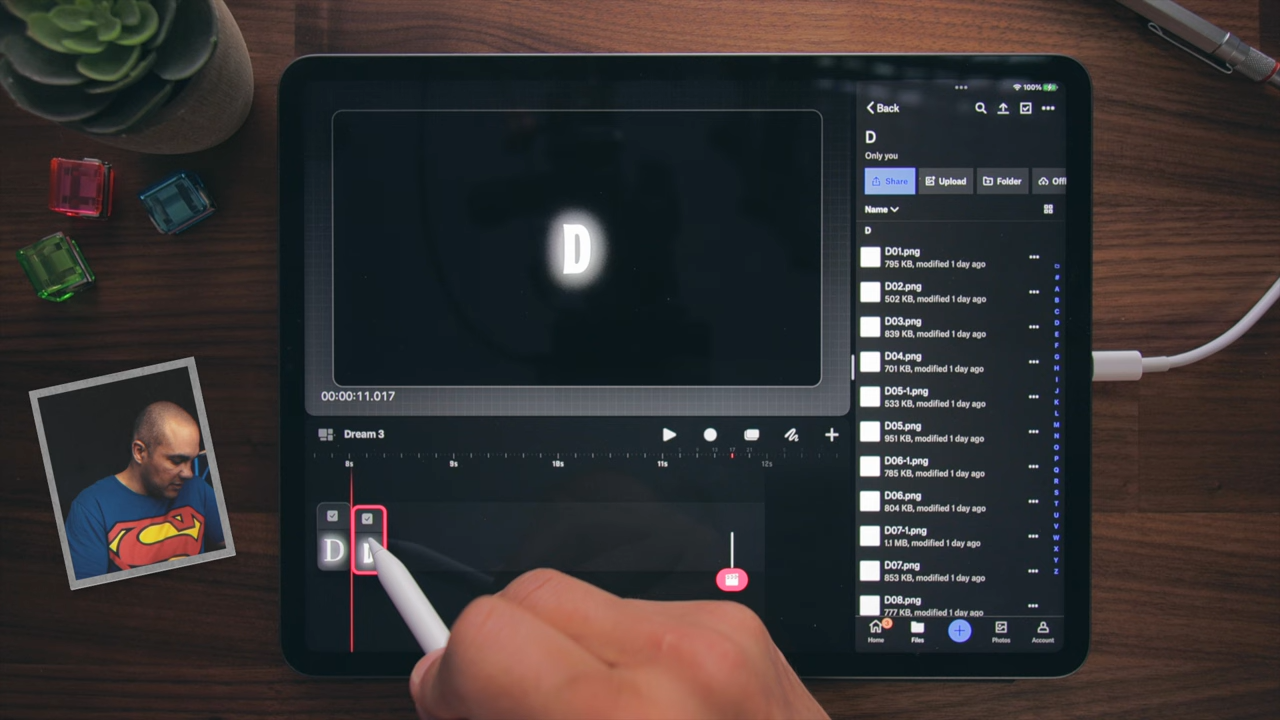 100%
Back
D
Only you
Share
Upload
Folder
Offl
Name
D
D01.png
795 KB, modified 1 day ago
D02.png
502 KB, modified 1 day ago
D03.png
839 KB, modified 1 day ago
D04.png
701 KB, modified 1 day ago
D05-1.png
533 KB, modified 1 day ago
D05.png
951 KB, modified 1 day ago
D06-1.png
785 KB, modified 1 day ago
D06.png
804 KB, modified 1 day ago
D07-1.png
1.1 MB, modified 1 day ago
D07.png
853 KB, modified 1 day ago
D08.png
777 KB, modified 1 day ago
#
A
B
C
D
E
F
G
H
I
J
K
L
M
N
O
P
Q
R
S
T
U
V
W
X
Y
Z
3
Home
Files
Photos
Account
D
00:00:11.017
Dream 3
8s
9s
10s
11s
12s
D